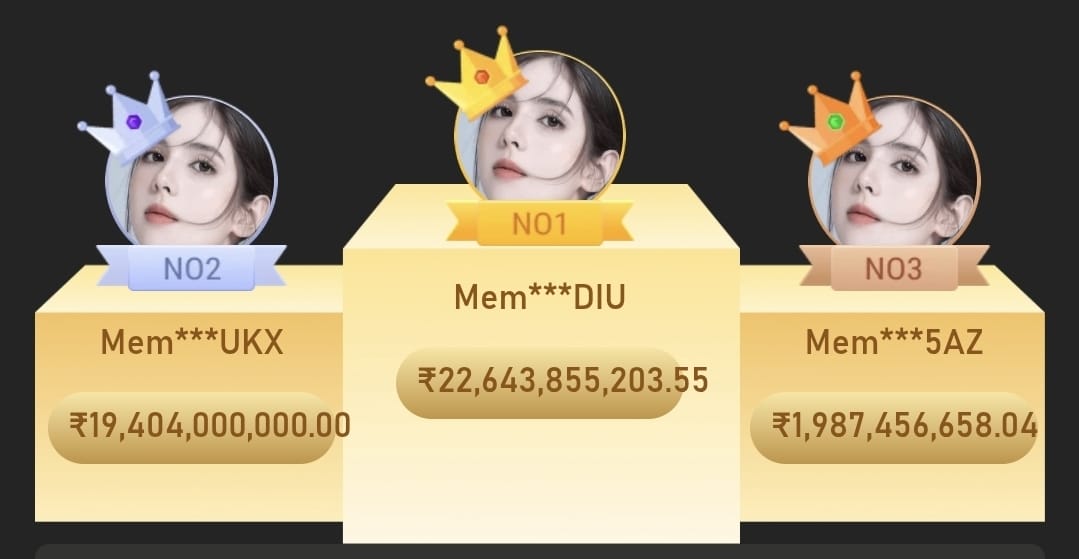 NO1
Mem***DIU
₹22,643,855,203.55
NO2
Mem***UKX
₹19,404,000,000.00
NO3
Mem***5AZ
₹1,987,456,658.04